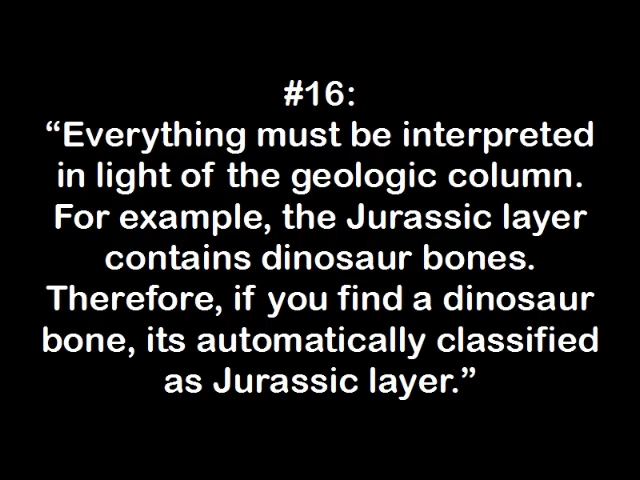 #16:
“Everything must be interpreted
in light of the geologic column.
For example, the Jurassic layer
contains dinosaur bones.
Therefore, if you find a dinosaur
bone, its automatically classified
as Jurassic layer.”